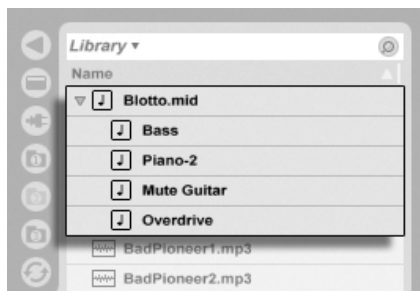 Library
Name
Blotto.mid
Bass
Piano-2
Mute Guitar
Overdrive
BadPioneer1.mp3
BadPioneer2.mp3